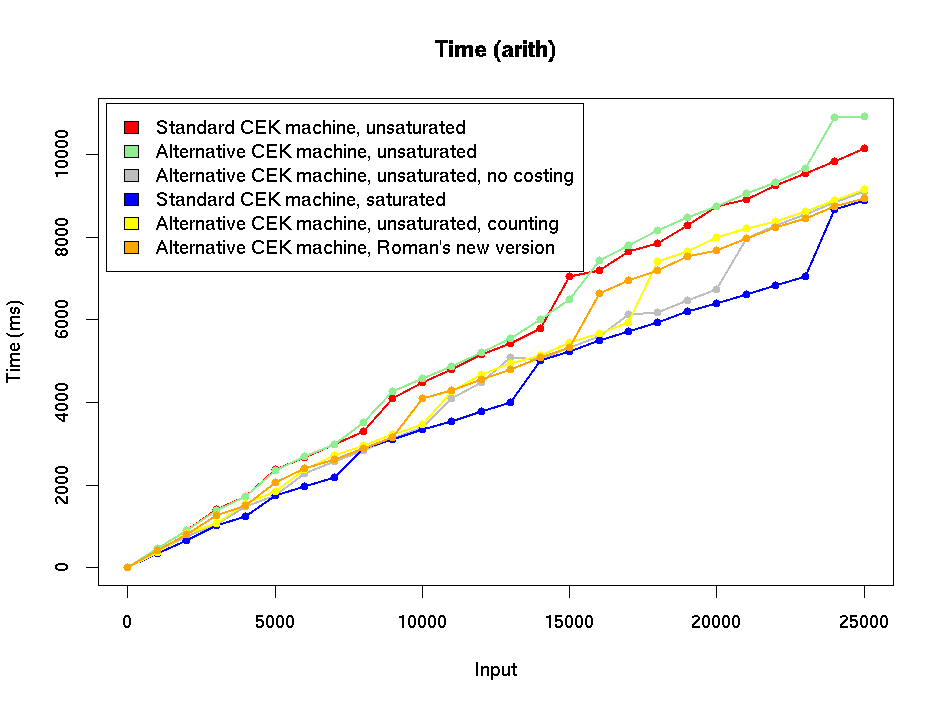 Time (arith)
Standard CEK machine, unsaturated
Alternative CEK machine, unsaturated
Alternative CEK machine, unsaturated, no costing
Standard CEK machine, saturated
Alternative CEK machine, unsaturated, counting
Alternative CEK machine, Roman's new version
Time (ms)
10000
8000
6000
4000
2000
0
0 5000 10000 15000 20000 25000
Input